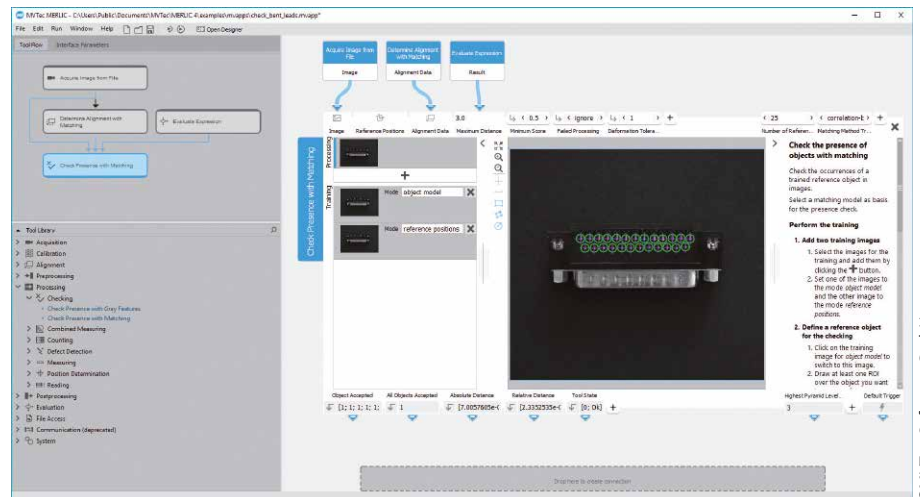 MVTec MERLIC - C:\Users\Public\Documents\MVTec\MERLIC 4\examples\mvapps\check_bent_leads.mvapp*
File Edit Run Window Help Open Designer
Tool Flow Interface Parameters
Acquire Image from File
Determine Alignment with Matching
Evaluate Expression
Check Presence with Matching
Tool Library
Acquisition
Calibration
Alignment
Preprocessing
Processing
Checking
Check Presence with Gray Features
Check Presence with Matching
Combined Measuring
Counting
Defect Detection
Measuring
Position Determination
Reading
Postprocessing
Evaluation
File Access
Communication (deprecated)
System
Acquire Image from File
Image
Determine Alignment with Matching
Alignment Data
Evaluate Expression
Result
3.0 0.5 ignore 1 25 correlation-b
Image Reference Positions Alignment Data Maximum Distance Minimum Score Failed Processing Deformation Tolera... Number of Referen... Matching Method Tr...
Check Presence with Matching
Processing
Training
Mode object model
Mode reference positions
Check the presence of
objects with matching
Check the occurrences of a
trained reference object in
images.
Select a matching model as basis
for the presence check.
Perform the training
1. Add two training images
1. Select the images for the
training and add them by
clicking the + button.
2. Set one of the images to
the mode object model
and the other image to
the mode reference
positions.
2. Define a reference object
for the checking
1. Click on the training
image for object model to
switch to this image.
2. Draw at least one ROI
over the object you want
Object Accepted All Objects Accepted Absolute Distance Relative Distance Tool State Highest Pyramid Level... Default Trigger
[1; 1; 1; 1; 1; 1 [7.0057605e-( [2.3352535e-( [0; Ok] 3
Drop here to create connection